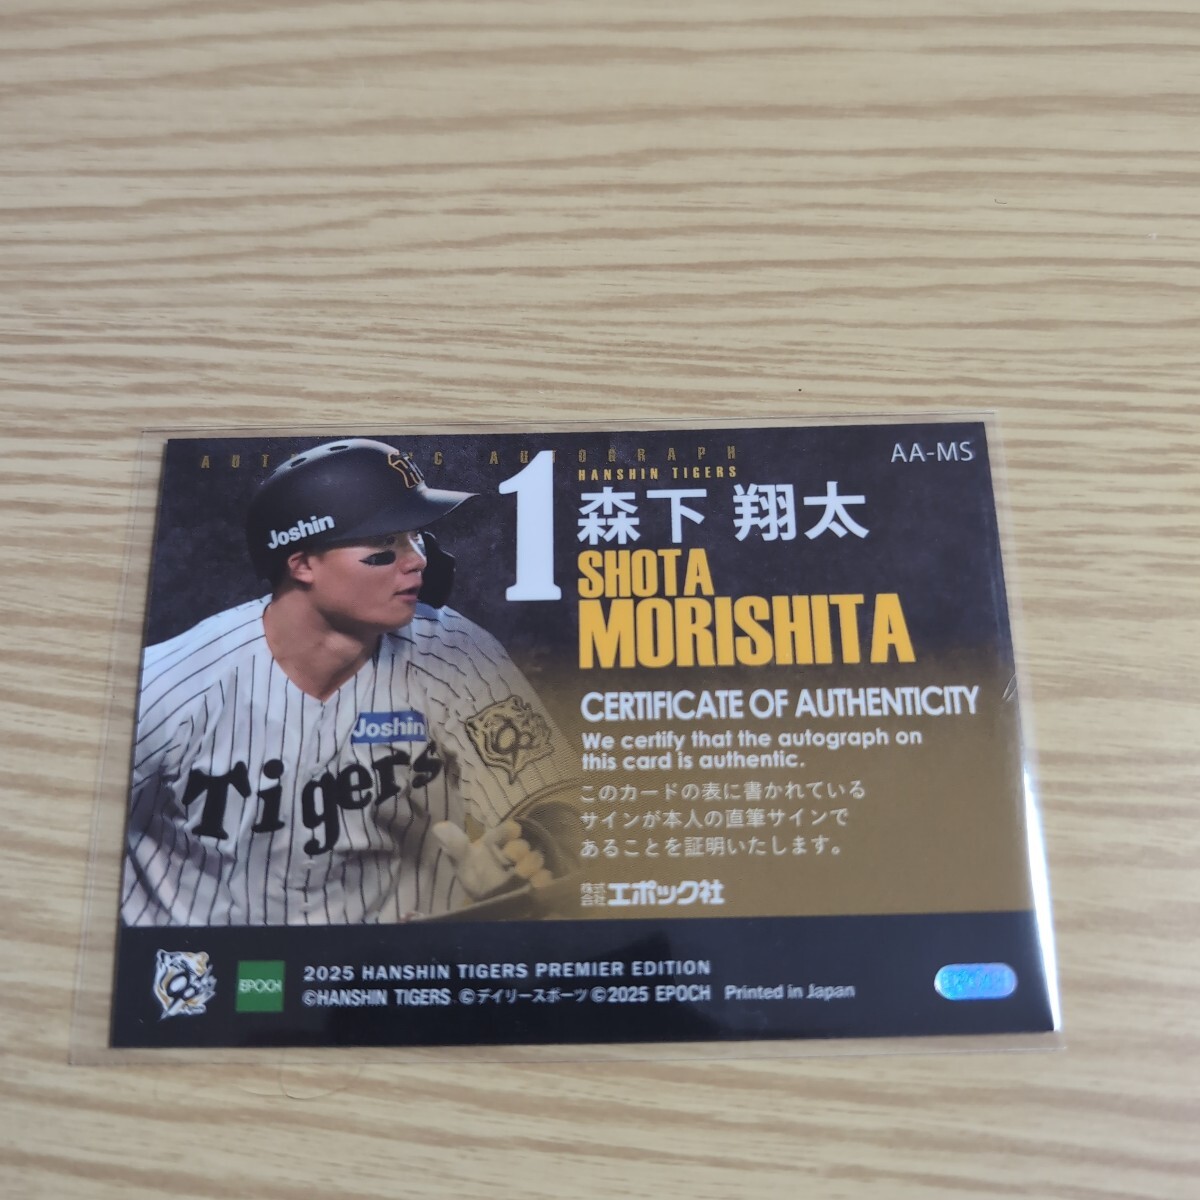 AUTHENTIC AUTOGRAPH
HANSHIN TIGERS
AA-MS
1
森下 翔太
SHOTA
MORISHITA
CERTIFICATE OF AUTHENTICITY
We certify that the autograph on
this card is authentic.
このカードの表に書かれている
サインが本人の直筆サインで
あることを証明いたします。
株式会社エポック社
Joshin
Joshin
Tigers
EPOCH
2025 HANSHIN TIGERS PREMIER EDITION
©HANSHIN TIGERS ©デイリースポーツ ©2025 EPOCH Printed in Japan